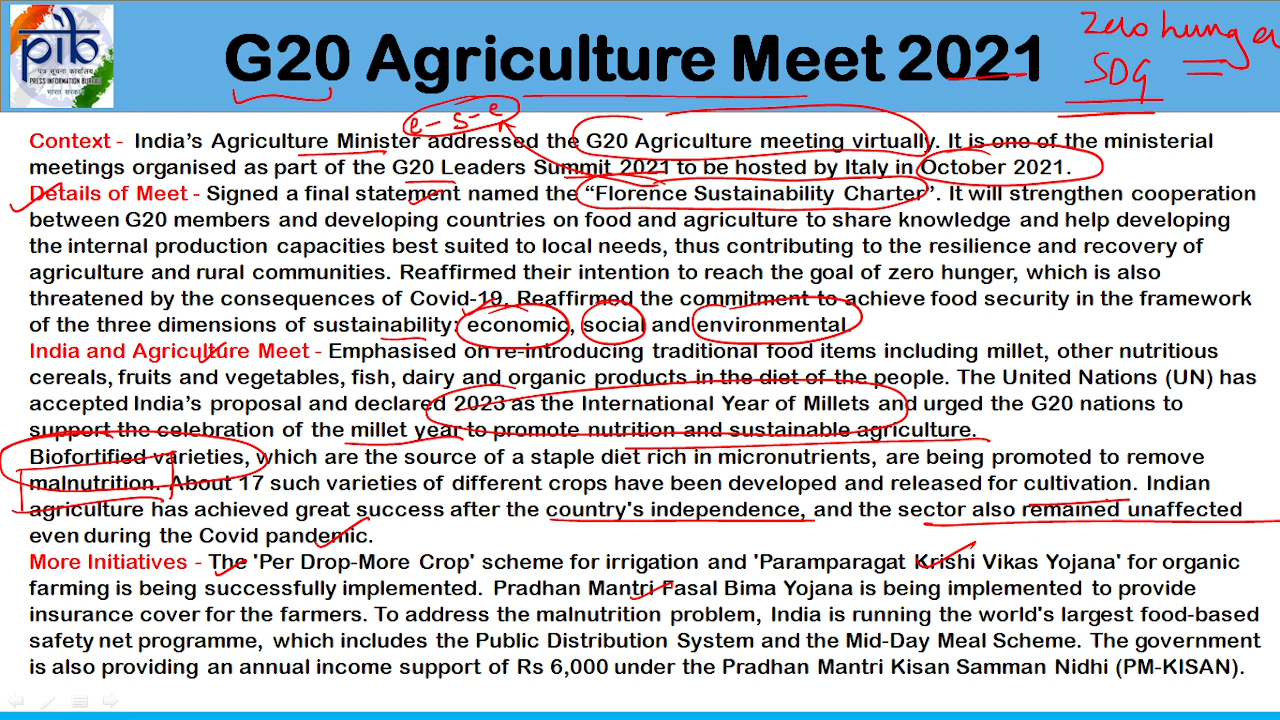 pib
पत्र सूचना कार्यालय
PRESS INFORMATION BUREAU
भारत सरकार
G20 Agriculture Meet 2021
Zero hunger
SDG
e-s-e
Context - India's Agriculture Minister addressed the G20 Agriculture meeting virtually. It is one of the ministerial
meetings organised as part of the G20 Leaders Summit 2021 to be hosted by Italy in October 2021.
Details of Meet - Signed a final statement named the "Florence Sustainability Charter". It will strengthen cooperation
between G20 members and developing countries on food and agriculture to share knowledge and help developing
the internal production capacities best suited to local needs, thus contributing to the resilience and recovery of
agriculture and rural communities. Reaffirmed their intention to reach the goal of zero hunger, which is also
threatened by the consequences of Covid-19. Reaffirmed the commitment to achieve food security in the framework
of the three dimensions of sustainability: economic, social and environmental.
India and Agriculture Meet - Emphasised on re-introducing traditional food items including millet, other nutritious
cereals, fruits and vegetables, fish, dairy and organic products in the diet of the people. The United Nations (UN) has
accepted India's proposal and declared 2023 as the International Year of Millets and urged the G20 nations to
support the celebration of the millet year to promote nutrition and sustainable agriculture.
Biofortified varieties, which are the source of a staple diet rich in micronutrients, are being promoted to remove
malnutrition. About 17 such varieties of different crops have been developed and released for cultivation. Indian
agriculture has achieved great success after the country's independence, and the sector also remained unaffected
even during the Covid pandemic.
More Initiatives - The 'Per Drop-More Crop' scheme for irrigation and 'Paramparagat Krishi Vikas Yojana' for organic
farming is being successfully implemented. Pradhan Mantri Fasal Bima Yojana is being implemented to provide
insurance cover for the farmers. To address the malnutrition problem, India is running the world's largest food-based
safety net programme, which includes the Public Distribution System and the Mid-Day Meal Scheme. The government
is also providing an annual income support of Rs 6,000 under the Pradhan Mantri Kisan Samman Nidhi (PM-KISAN).